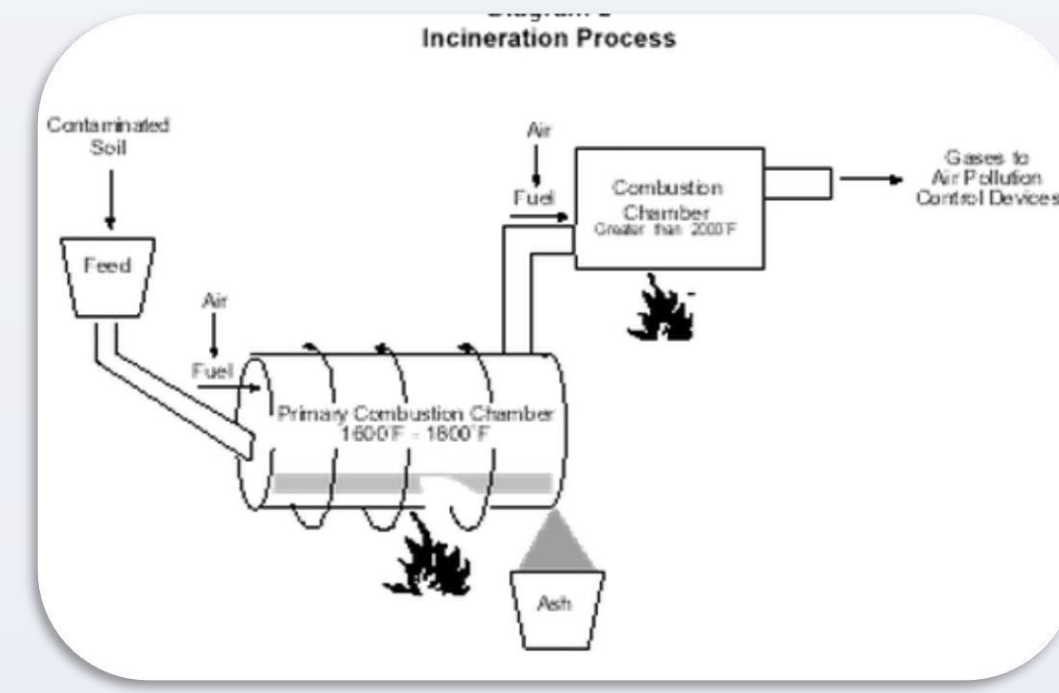 Incineration Process
Contaminated
Soil
Feed
Air
Fuel
Primary Combustion Chamber
1600°F - 1800°F
Ash
Air
Fuel
Combustion
Chamber
Greater than 2000°F
Gases to
Air Pollution
Control Devices